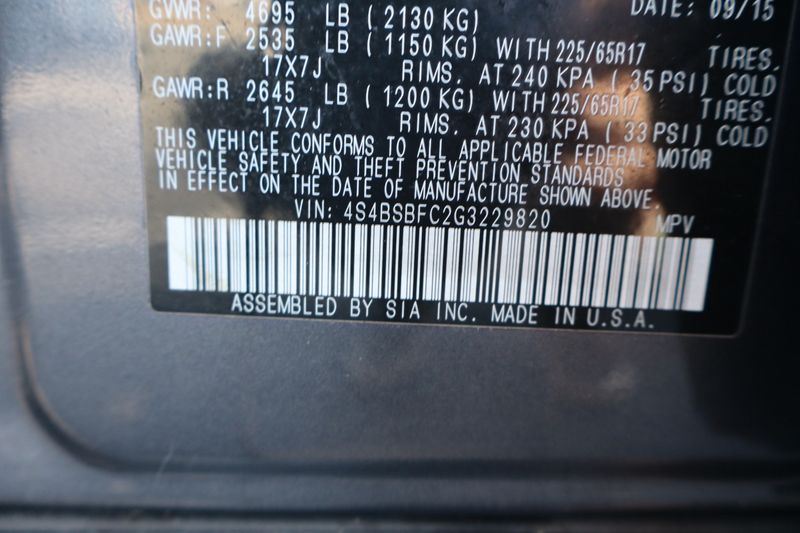 GVWR: 4695 LB ( 2130 KG) DATE: 09/15
GAWR:F 2535 LB ( 1150 KG) WITH 225/65R17 TIRES.
17X7J RIMS. AT 240 KPA ( 35 PSI) COLD
GAWR:R 2645 LB ( 1200 KG) WITH 225/65R17 TIRES.
17X7J RIMS. AT 230 KPA ( 33 PSI) COLD
THIS VEHICLE CONFORMS TO ALL APPLICABLE FEDERAL MOTOR
VEHICLE SAFETY AND THEFT PREVENTION STANDARDS
IN EFFECT ON THE DATE OF MANUFACTURE SHOWN ABOVE.
VIN: 4S4BSBFC2G3229820 MPV
ASSEMBLED BY SIA INC. MADE IN U.S.A.